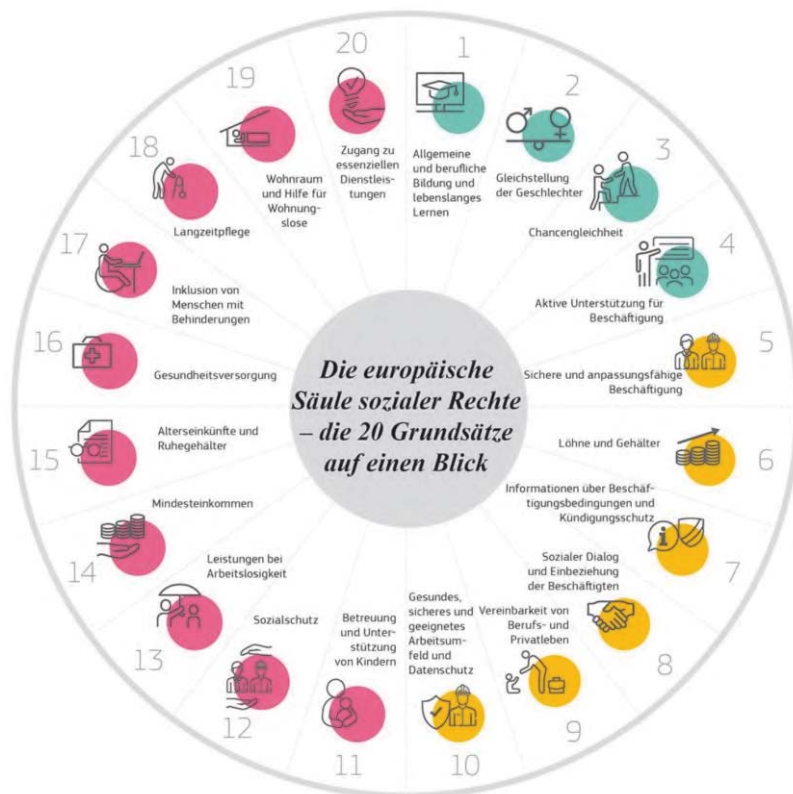 Die europäische
Säule sozialer Rechte
– die 20 Grundsätze
auf einen Blick
1
Allgemeine
und berufliche
Bildung und
lebenslanges
Lernen
2
Gleichstellung
der Geschlechter
3
Chancengleichheit
4
Aktive Unterstützung für
Beschäftigung
5
Sichere und anpassungsfähige
Beschäftigung
6
Löhne und Gehälter
7
Informationen über Beschäf-
tigungsbedingungen und
Kündigungsschutz
i
8
Sozialer Dialog
und Einbeziehung
der Beschäftigten
9
Vereinbarkeit von
Berufs- und
Privatleben
10
Gesundes,
sicheres und
geeignetes
Arbeitsum-
feld und
Datenschutz
11
Betreuung
und Unter-
stützung
von Kindern
12
Sozialschutz
13
Leistungen bei
Arbeitslosigkeit
14
Mindesteinkommen
15
Alterseinkünfte und
Ruhegehälter
16
Gesundheitsversorgung
17
Inklusion von
Menschen mit
Behinderungen
18
Langzeitpflege
19
Wohnraum
und Hilfe für
Wohnungs-
lose
20
Zugang zu
essenziellen
Dienstleis-
tungen